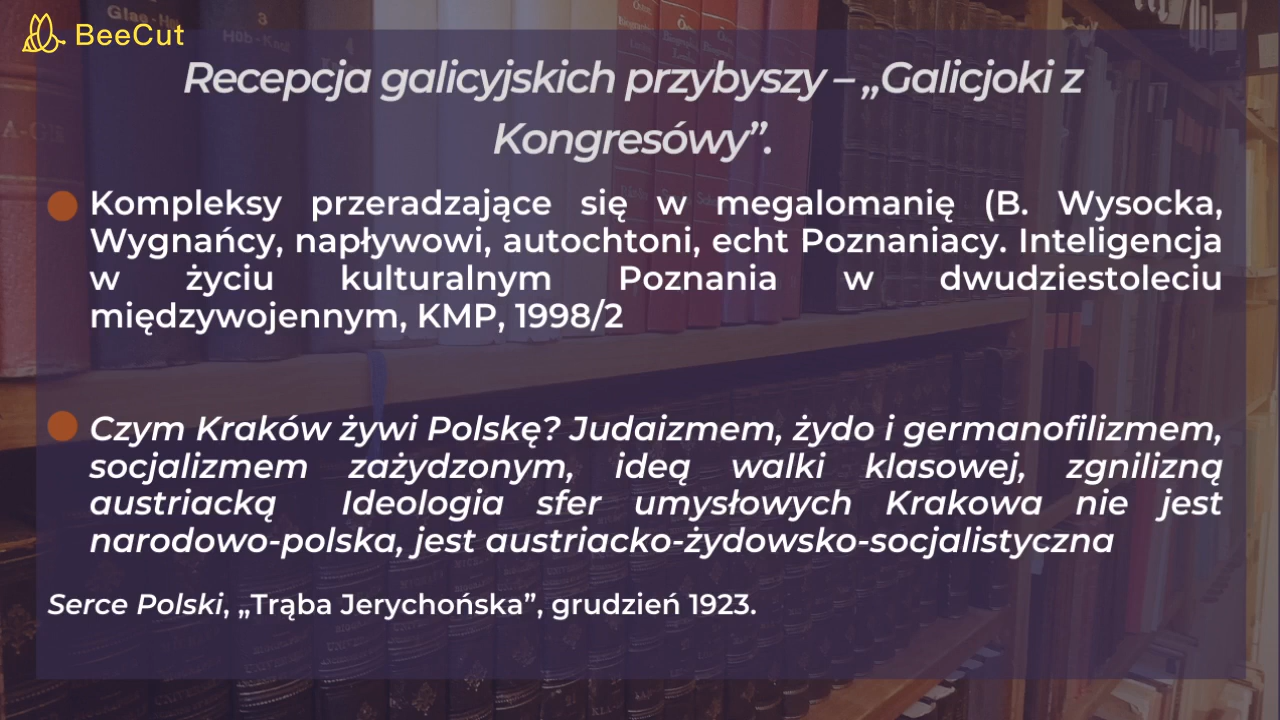 BeeCut
Recepcja galicyjskich przybyszy – „Galicjoki z
Kongresówy”.
Kompleksy przeradzające się w megalomanię (B. Wysocka,
Wygnańcy, napływowi, autochtoni, echt Poznaniacy. Inteligencja
w życiu kulturalnym Poznania w dwudziestoleciu
międzywojennym, KMP, 1998/2
Czym Kraków żywi Polskę? Judaizmem, żydo i germanofilizmem,
socjalizmem zażydzonym, ideą walki klasowej, zgnilizną
austriacką Ideologia sfer umysłowych Krakowa nie jest
narodowo-polska, jest austriacko-żydowsko-socjalistyczna
Serce Polski, „Trąba Jerychońska”, grudzień 1923.